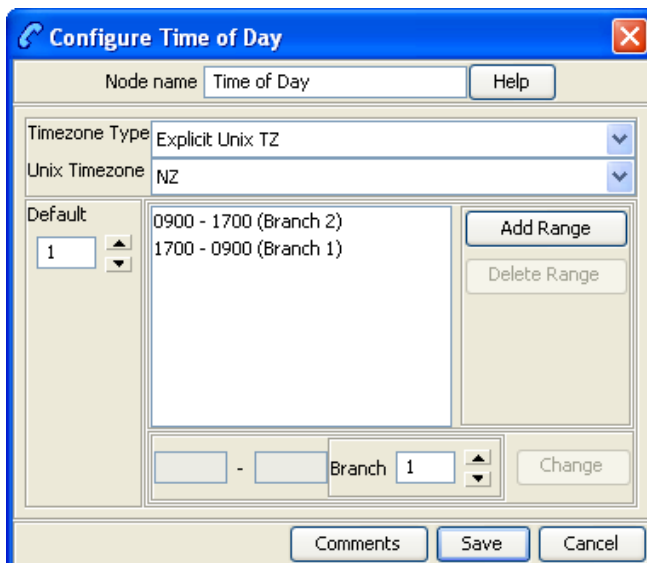 Configure Time of Day
Node name Time of Day Help
Timezone Type Explicit Unix TZ
Unix Timezone NZ
Default
1
0900 - 1700 (Branch 2)
1700 - 0900 (Branch 1)
Add Range
Delete Range
- Branch 1 Change
Comments Save Cancel